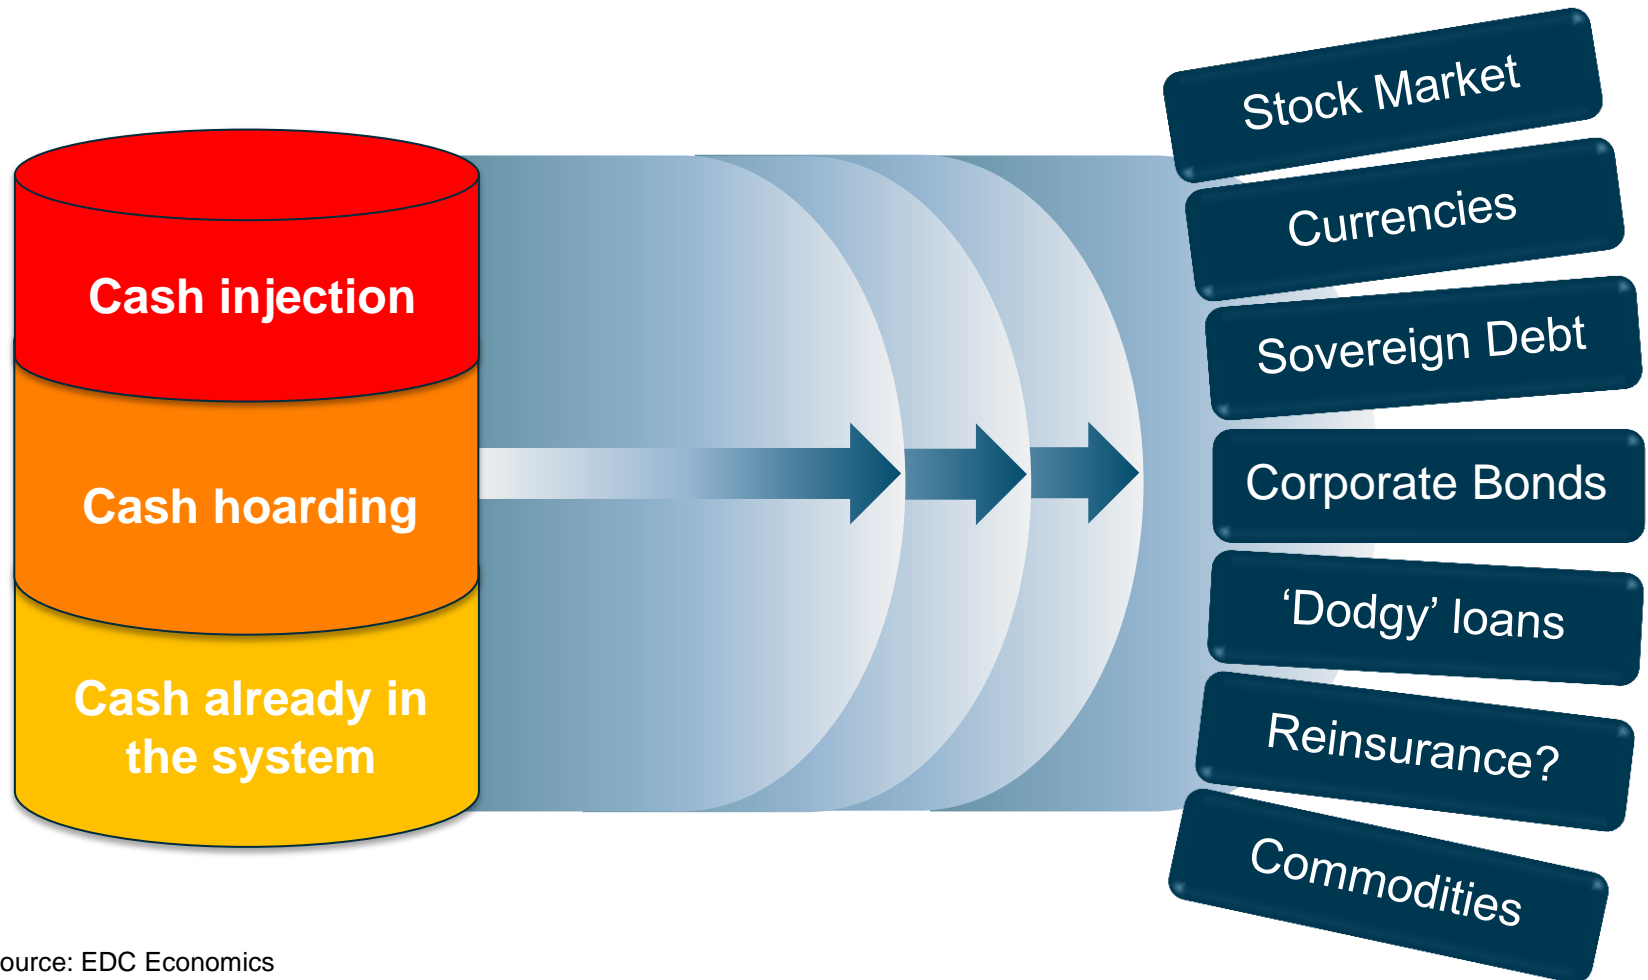 Cash injection
Cash hoarding
Cash already in
the system
Stock Market
Currencies
Sovereign Debt
Corporate Bonds
‘Dodgy’ loans
Reinsurance?
Commodities
ource: EDC Economics